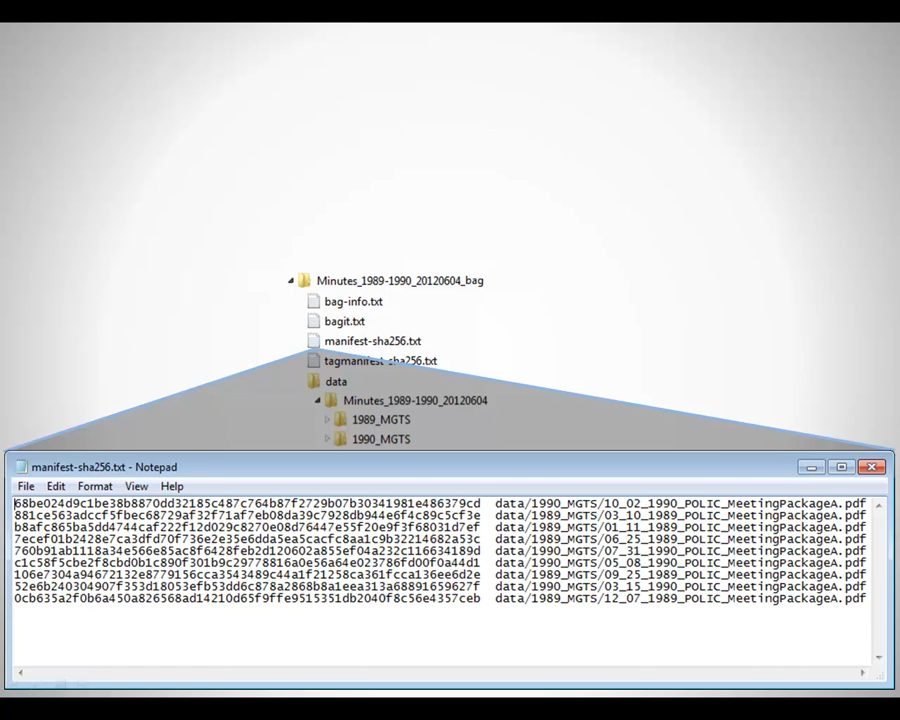 Minutes_1989-1990_20120604_bag
bag-info.txt
bagit.txt
manifest-sha256.txt
tagmanifest-sha256.txt
data
Minutes_1989-1990_20120604
1989_MGTS
1990_MGTS
manifest-sha256.txt - Notepad
File Edit Format View Help
68be024d9c1be38b8870dd32185c487c764b87f2729b07b30341981e486379cd data/1990_MGTS/10_02_1990_POLIC_MeetingPackageA.pdf
881ce563adccf5fbec68729af32f71af7eb08da39c7928db944e6f4c89c5cf3e data/1989_MGTS/03_10_1989_POLIC_MeetingPackageA.pdf
b8afc865ba5dd4744caf222f12d029c8270e08d76447e55f20e9f3f68031d7ef data/1989_MGTS/01_11_1989_POLIC_MeetingPackageA.pdf
7ecef01b2428e7ca3dfd70f736e2e35e6dda5ea5cacfc8aa1c9b32214682a53c data/1990_MGTS/06_25_1990_POLIC_MeetingPackageA.pdf
760b91ab1118a34e566e85ac8f6428feb2d120602a855ef04a232c116634189d data/1990_MGTS/07_31_1990_POLIC_MeetingPackageA.pdf
c1c58f5cbe2f8cbd0b1c890f301b9c29778816a0e56a64e023786fd00f0a44d1 data/1990_MGTS/05_08_1990_POLIC_MeetingPackageA.pdf
106e7304a94672132e8779156cca3543489c44a1f21258ca361fcca136ee6d2e data/1989_MGTS/09_25_1989_POLIC_MeetingPackageA.pdf
52e6b240304907f353d18053efb53dd6c878a2868b8a1eea313a68891659627f data/1990_MGTS/03_15_1990_POLIC_MeetingPackageA.pdf
0cb635a2f0b6a450a826568ad14210d65f9ffe9515351db2040f8c56e4357ceb data/1989_MGTS/12_07_1989_POLIC_MeetingPackageA.pdf